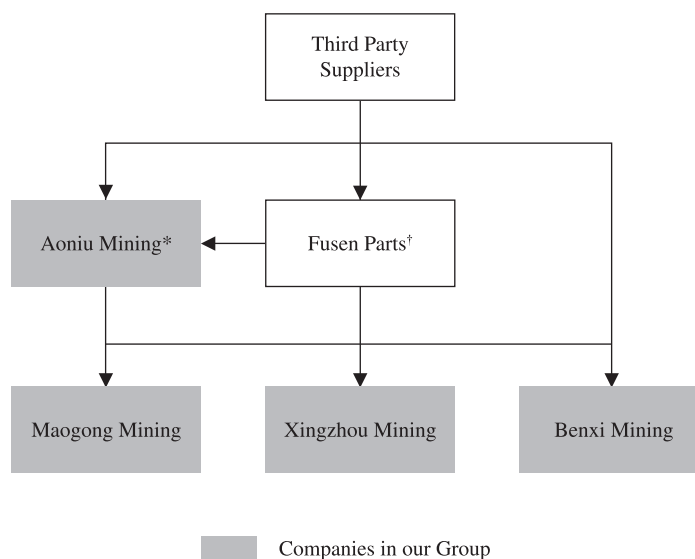 Third Party
Suppliers
Aoniu Mining*
Fusen Parts†
Maogong Mining
Xingzhou Mining
Benxi Mining
Companies in our Group